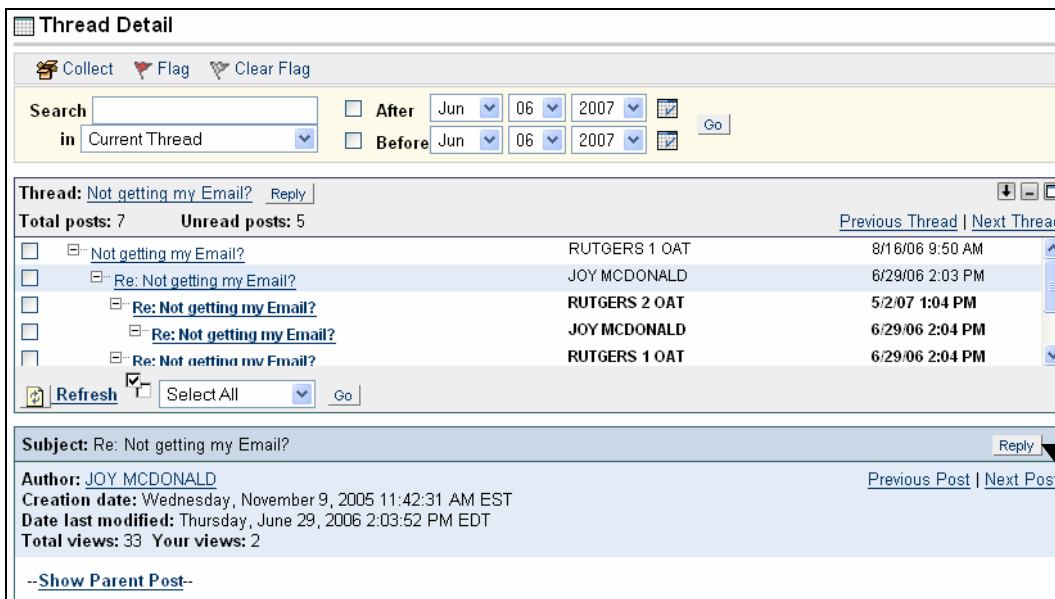 Thread Detail
Collect Flag Clear Flag
Search After Jun 06 2007
Go
in Current Thread Before Jun 06 2007
Thread: Not getting my Email? Reply
Total posts: 7 Unread posts: 5 Previous Thread | Next Threa
Not getting my Email? RUTGERS 1 OAT 8/16/06 9:50 AM
Re: Not getting my Email? JOY MCDONALD 6/29/06 2:03 PM
Re: Not getting my Email? RUTGERS 2 OAT 5/2/07 1:04 PM
Re: Not getting my Email? JOY MCDONALD 6/29/06 2:04 PM
Re: Not getting my Email? RUTGERS 1 OAT 6/29/06 2:04 PM
Refresh Select All Go
Subject: Re: Not getting my Email? Reply
Author: JOY MCDONALD Previous Post | Next Post
Creation date: Wednesday, November 9, 2005 11:42:31 AM EST
Date last modified: Thursday, June 29, 2006 2:03:52 PM EDT
Total views: 33 Your views: 2
--Show Parent Post--